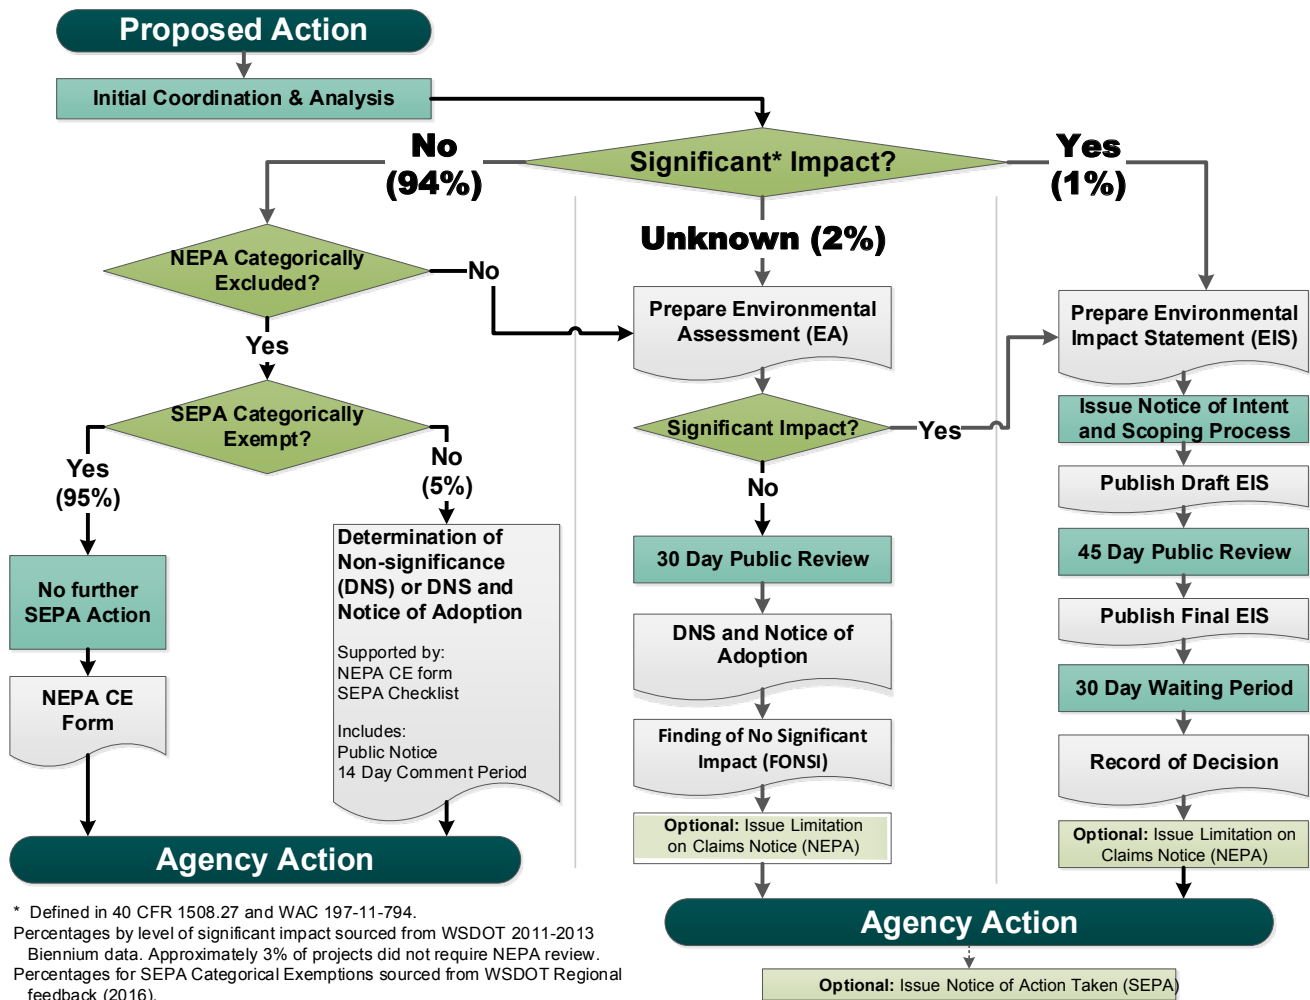 Proposed Action
Initial Coordination & Analysis
Significant* Impact?
No
(94%)
Yes
(1%)
Unknown (2%)
NEPA Categorically
Excluded?
No
Yes
SEPA Categorically
Exempt?
Yes
(95%)
No
(5%)
No further
SEPA Action
NEPA CE
Form
Determination of
Non-significance
(DNS) or DNS and
Notice of Adoption
Supported by:
NEPA CE form
SEPA Checklist
Includes:
Public Notice
14 Day Comment Period
Agency Action
Prepare Environmental
Assessment (EA)
Significant Impact?
Yes
No
30 Day Public Review
DNS and Notice of
Adoption
Finding of No Significant
Impact (FONSI)
Optional: Issue Limitation
on Claims Notice (NEPA)
Prepare Environmental
Impact Statement (EIS)
Issue Notice of Intent
and Scoping Process
Publish Draft EIS
45 Day Public Review
Publish Final EIS
30 Day Waiting Period
Record of Decision
Optional: Issue Limitation on
Claims Notice (NEPA)
Agency Action
Optional: Issue Notice of Action Taken (SEPA)
* Defined in 40 CFR 1508.27 and WAC 197-11-794.
Percentages by level of significant impact sourced from WSDOT 2011-2013
Biennium data. Approximately 3% of projects did not require NEPA review.
Percentages for SEPA Categorical Exemptions sourced from WSDOT Regional
feedback (2016).